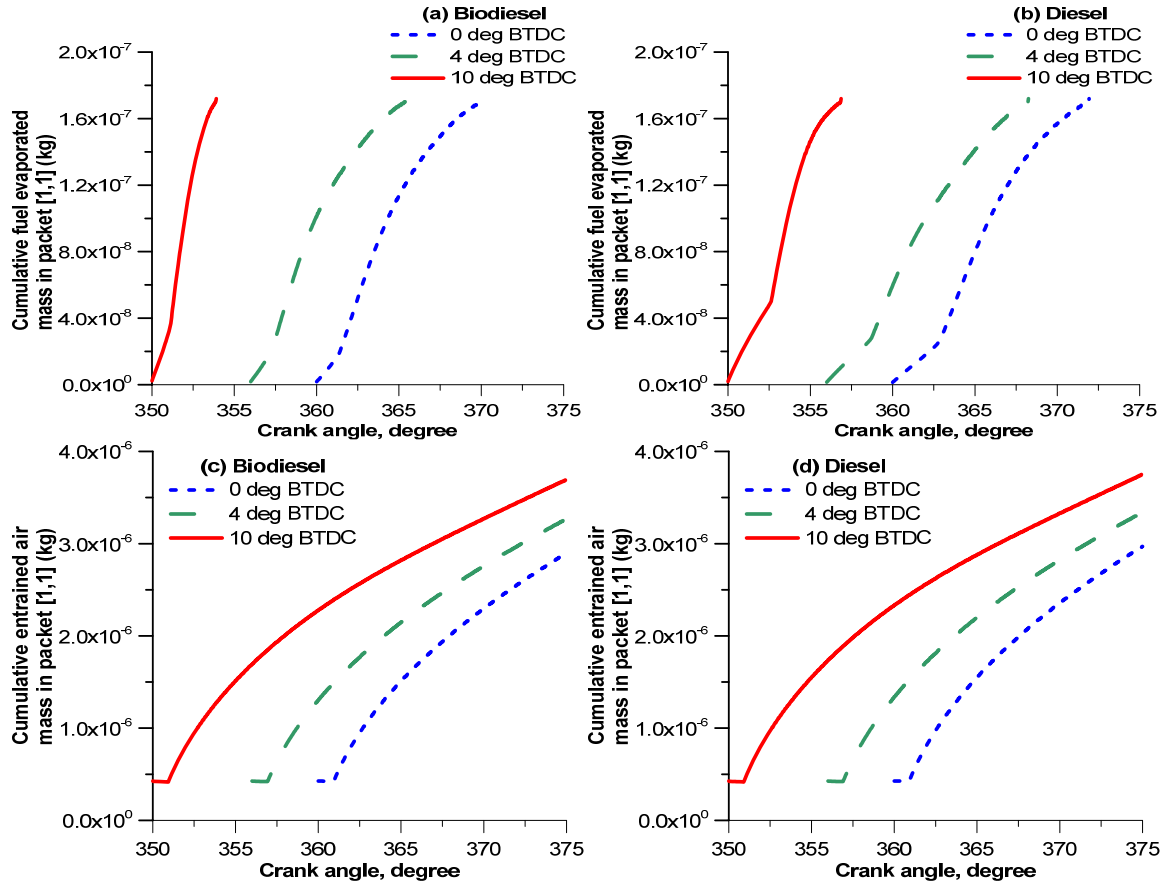 (a) Biodiesel
0 deg BTDC
4 deg BTDC
10 deg BTDC
2.0x10⁻⁷
1.6x10⁻⁷
1.2x10⁻⁷
8.0x10⁻⁸
4.0x10⁻⁸
0.0x10⁰
Cumulative fuel evaporated
mass in packet [1,1] (kg)
350 355 360 365 370 375
Crank angle, degree
(b) Diesel
0 deg BTDC
4 deg BTDC
10 deg BTDC
2.0x10⁻⁷
1.6x10⁻⁷
1.2x10⁻⁷
8.0x10⁻⁸
4.0x10⁻⁸
0.0x10⁰
Cumulative fuel evaporated
mass in packet [1,1] (kg)
350 355 360 365 370 375
Crank angle, degree
(c) Biodiesel
0 deg BTDC
4 deg BTDC
10 deg BTDC
4.0x10⁻⁶
3.0x10⁻⁶
2.0x10⁻⁶
1.0x10⁻⁶
0.0x10⁰
Cumulative entrained air
mass in packet [1,1] (kg)
350 355 360 365 370 375
Crank angle, degree
(d) Diesel
0 deg BTDC
4 deg BTDC
10 deg BTDC
4.0x10⁻⁶
3.0x10⁻⁶
2.0x10⁻⁶
1.0x10⁻⁶
0.0x10⁰
Cumulative entrained air
mass in packet [1,1] (kg)
350 355 360 365 370 375
Crank angle, degree